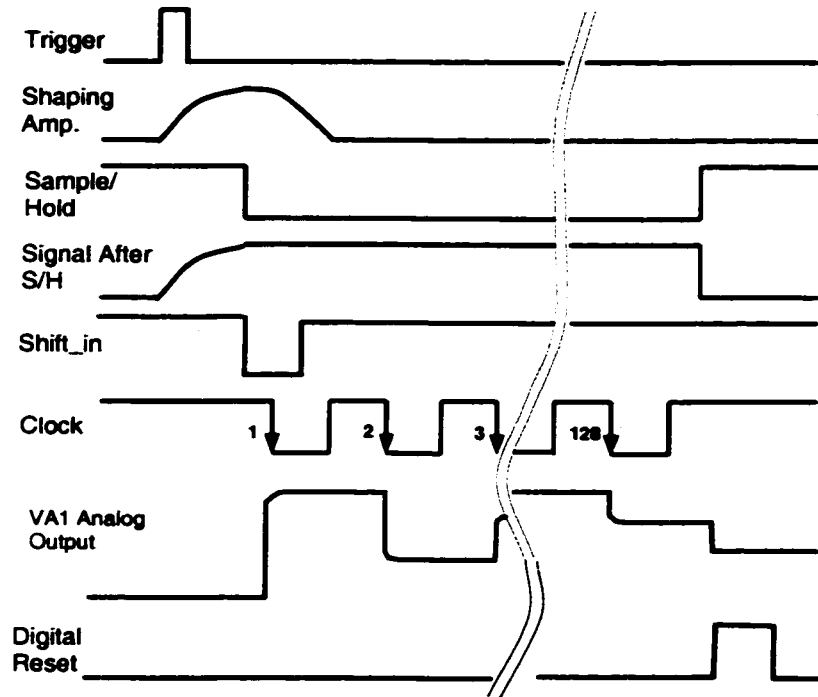 Trigger
Shaping
Amp.
Sample/
Hold
Signal After
S/H
Shift_in
Clock
1
2
3
128
VA1 Analog
Output
Digital
Reset